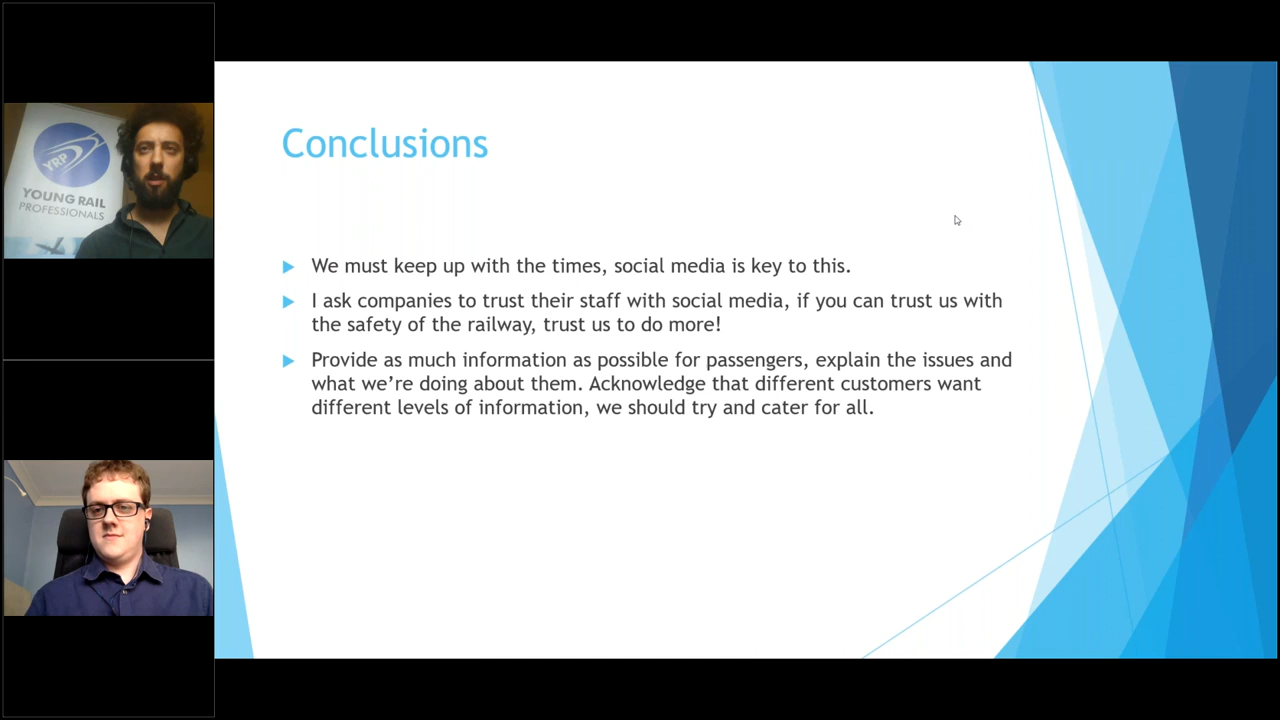 YRP
YOUNG RAIL
PROFESSIONALS
Conclusions
We must keep up with the times, social media is key to this.
I ask companies to trust their staff with social media, if you can trust us with
the safety of the railway, trust us to do more!
Provide as much information as possible for passengers, explain the issues and
what we’re doing about them. Acknowledge that different customers want
different levels of information, we should try and cater for all.